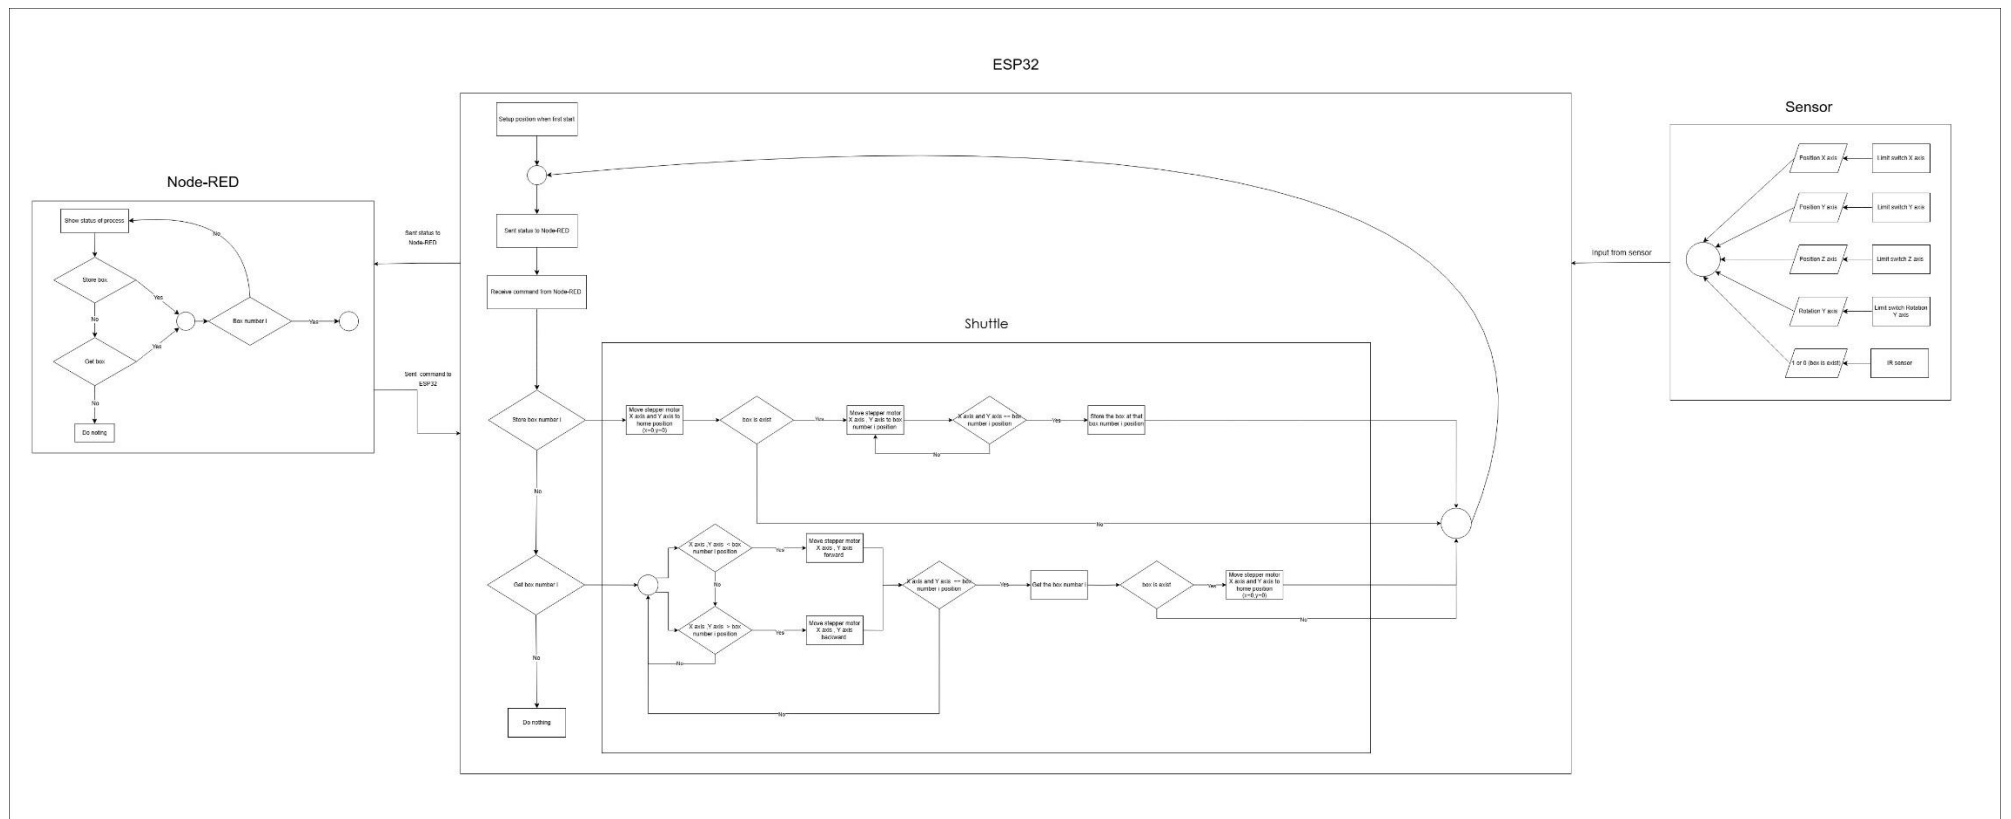 ESP32
Sensor
Node-RED
Shuttle
Show status of process
No
Store box
Yes
No
Get box
Yes
No
Do noting
Box number i
Yes
Sent status to
Node-RED
Sent command to
ESP32
Setup position when first start
Sent status to Node-RED
Receive command from Node-RED
Store box number i
No
Get box number i
No
Do nothing
Move stepper motor
X axis and Y axis to
home position
(x=0,y=0)
box is exist
Yes
Move stepper motor
X axis , Y axis to box
number i position
X axis and Y axis == box
number i position
No
Yes
Store the box at that
box number i position
No
X axis ,Y axis < box
number i position
Yes
Move stepper motor
X axis , Y axis
forward
No
X axis ,Y axis > box
number i position
Yes
Move stepper motor
X axis , Y axis
backward
No
X axis and Y axis == box
number i position
No
Yes
Get the box number i
box is exist
Yes
Move stepper motor
X axis and Y axis to
home position
(x=0,y=0)
No
Input from sensor
Position X axis
Limit switch X axis
Position Y axis
Limit switch Y axis
Position Z axis
Limit switch Z axis
Rotation Y axis
Limit switch Rotation
Y axis
1 or 0 (box is exist)
IR sensor